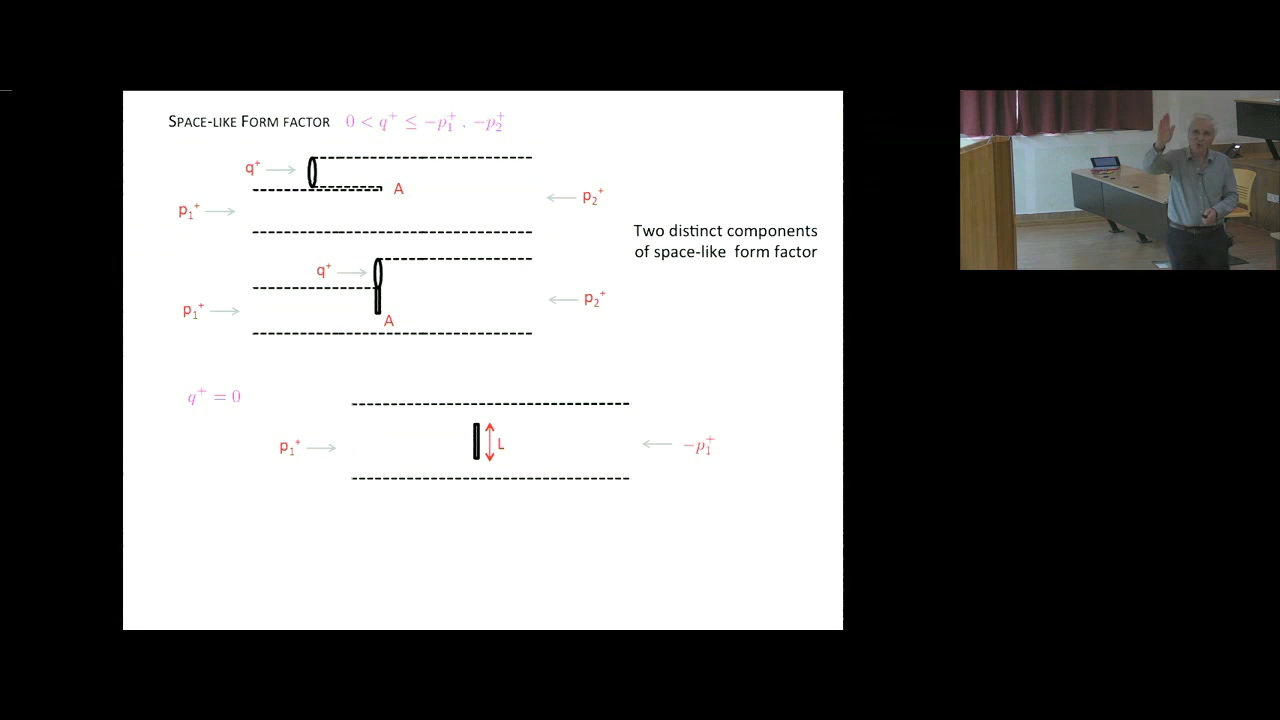 SPACE-LIKE FORM FACTOR 0 < q⁺ ≤ −p₁⁺ , −p₂⁺
q⁺
A
p₁⁺
p₂⁺
Two distinct components
of space-like form factor
q⁺
p₁⁺
p₂⁺
A
q⁺ = 0
p₁⁺
L
−p₁⁺